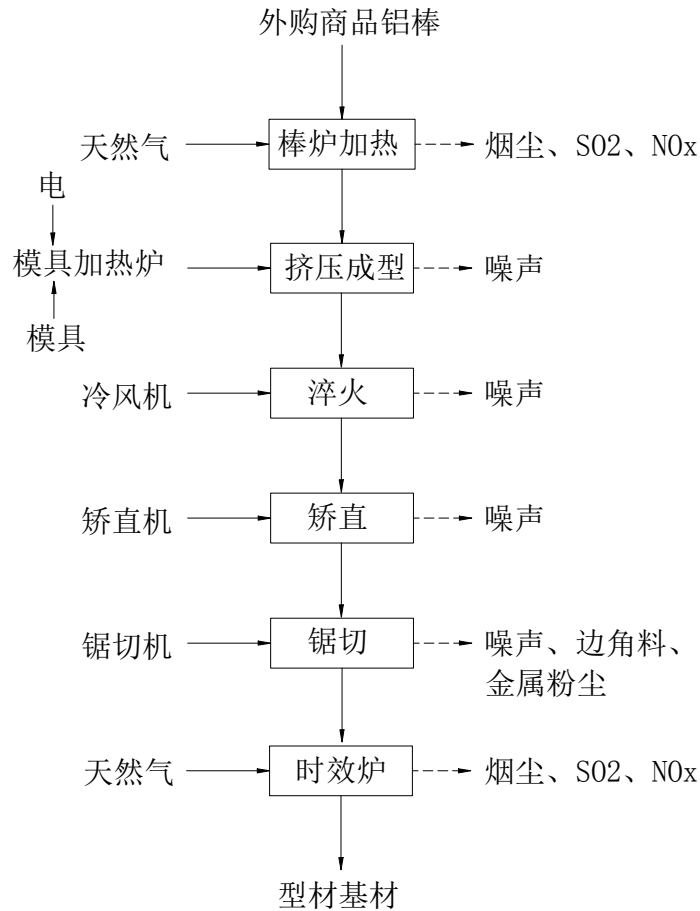 外购商品铝棒
天然气
棒炉加热
烟尘、SO2、NOx
电
模具加热炉
挤压成型
噪声
模具
冷风机
淬火
噪声
矫直机
矫直
噪声
锯切机
锯切
噪声、边角料、
金属粉尘
天然气
时效炉
烟尘、SO2、NOx
型材基材